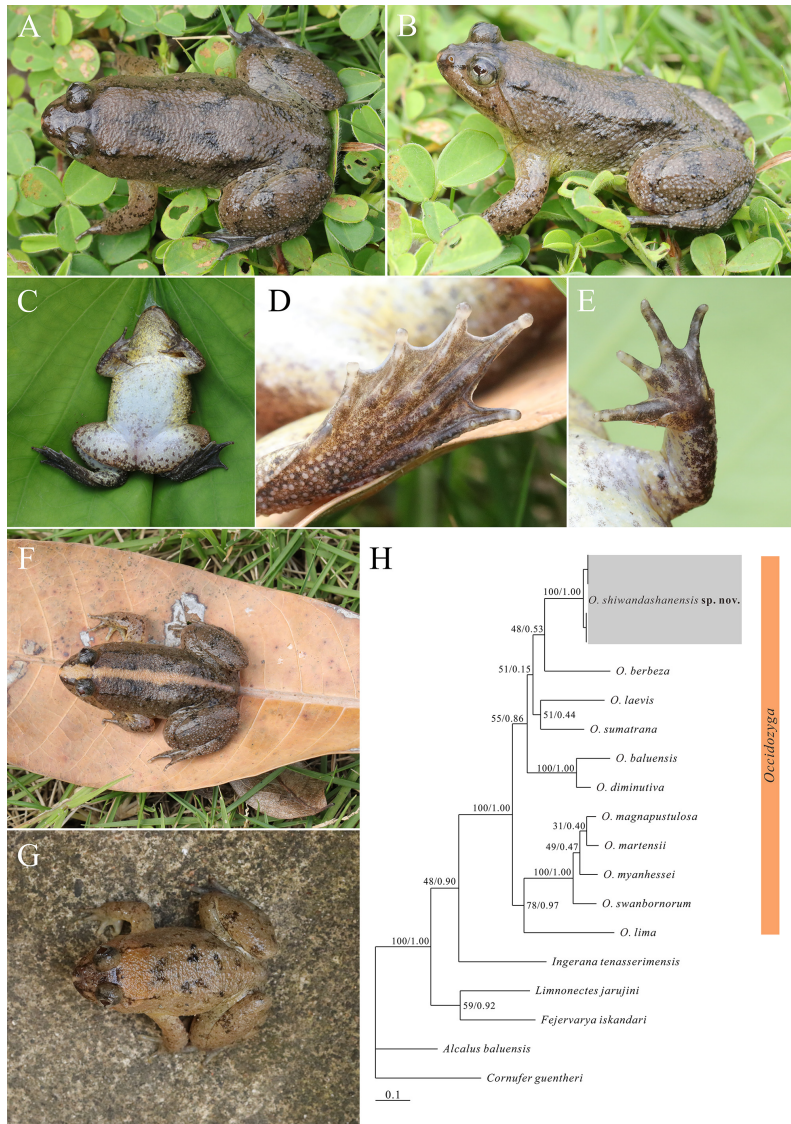 A
B
C
D
E
F
G
H
100/1.00
O. shiwandashanensis sp. nov.
48/0.53
O. berbeza
51/0.15
O. laevis
51/0.44
O. sumatrana
55/0.86
O. baluensis
100/1.00
O. diminutiva
O. magnapustulosa
31/0.40
O. martensii
100/1.00
49/0.47
O. myanhessei
100/1.00
O. swanbornorum
48/0.90
78/0.97
O. lima
100/1.00
Ingerana tenasserimensis
Limnonectes jarujini
59/0.92
Fejervarya iskandari
Alcalus baluensis
Cornufer guentheri
0.1
Occidozyga